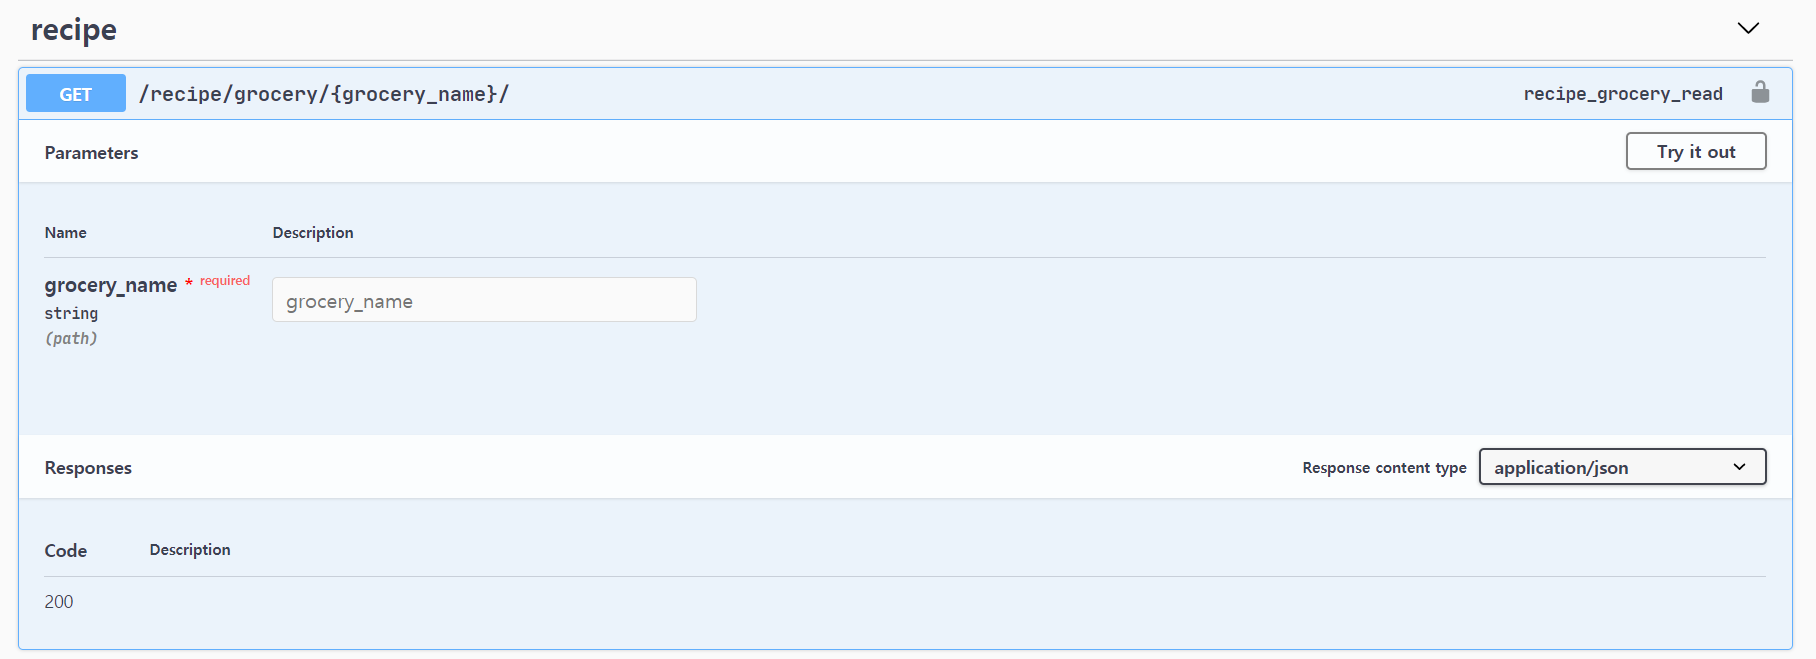 recipe
GET /recipe/grocery/{grocery_name}/ recipe_grocery_read
Parameters Try it out
Name Description
grocery_name * required
string
(path)
grocery_name
Responses Response content type application/json
Code Description
200